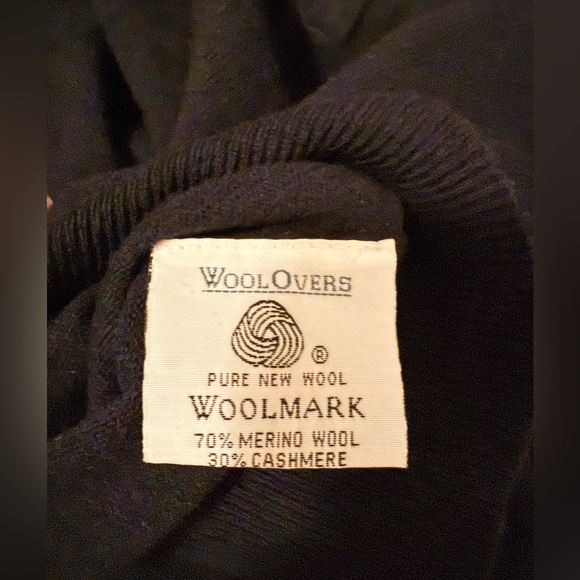 WOOLOVERS
®
PURE NEW WOOL
WOOLMARK
70% MERINO WOOL
30% CASHMERE